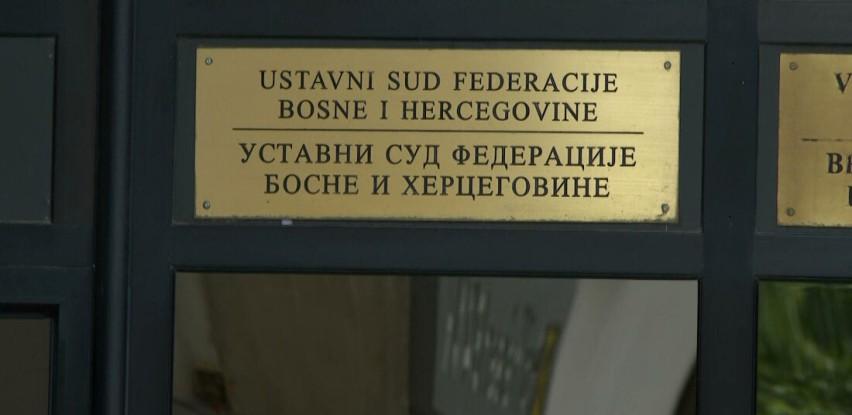 USTAVNI SUD FEDERACIJE
BOSNE I HERCEGOVINE
УСТАВНИ СУД ФЕДЕРАЦИЈЕ
БОСНЕ И ХЕРЦЕГОВИНЕ